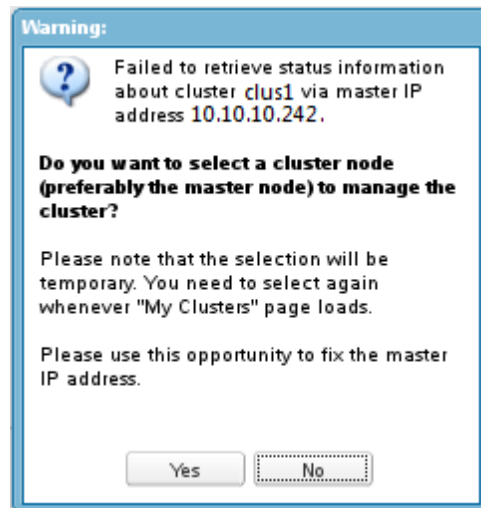 Warning:
Failed to retrieve status information
about cluster clus1 via master IP
address 10.10.10.242.
Do you want to select a cluster node
(preferably the master node) to manage the
cluster?
Please note that the selection will be
temporary. You need to select again
whenever "My Clusters" page loads.
Please use this opportunity to fix the master
IP address.
Yes
No